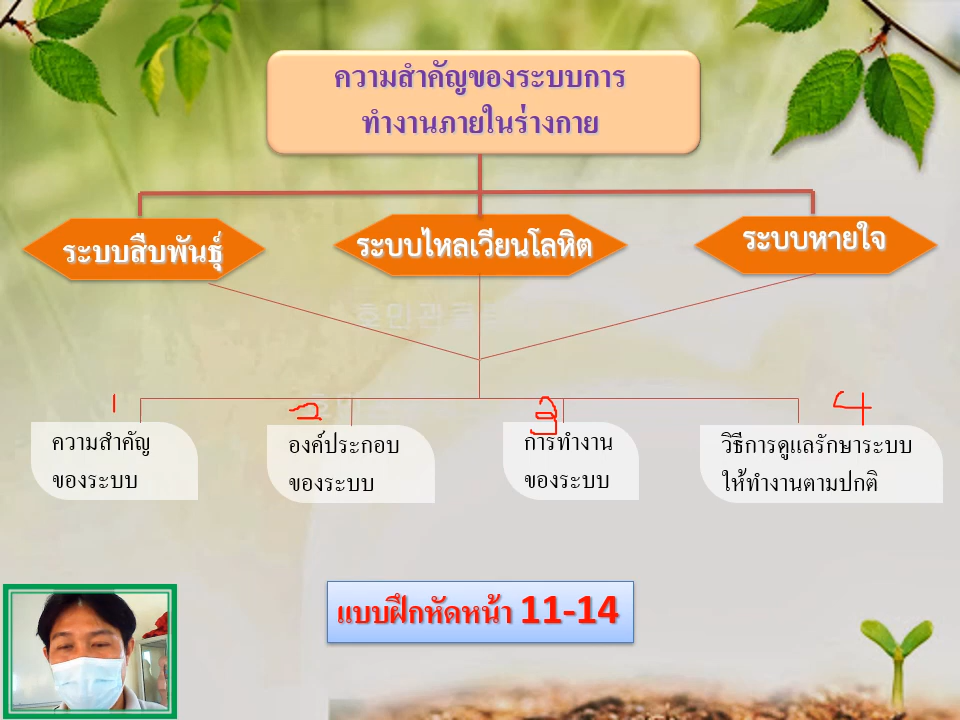 ความสำคัญของระบบการ
ทำงานภายในร่างกาย
ระบบสืบพันธุ์
ระบบไหลเวียนโลหิต
ระบบหายใจ
1
2
3
4
ความสำคัญ
ของระบบ
องค์ประกอบ
ของระบบ
การทำงาน
ของระบบ
วิธีการดูแลรักษาระบบ
ให้ทำงานตามปกติ
แบบฝึกหัดหน้า 11-14